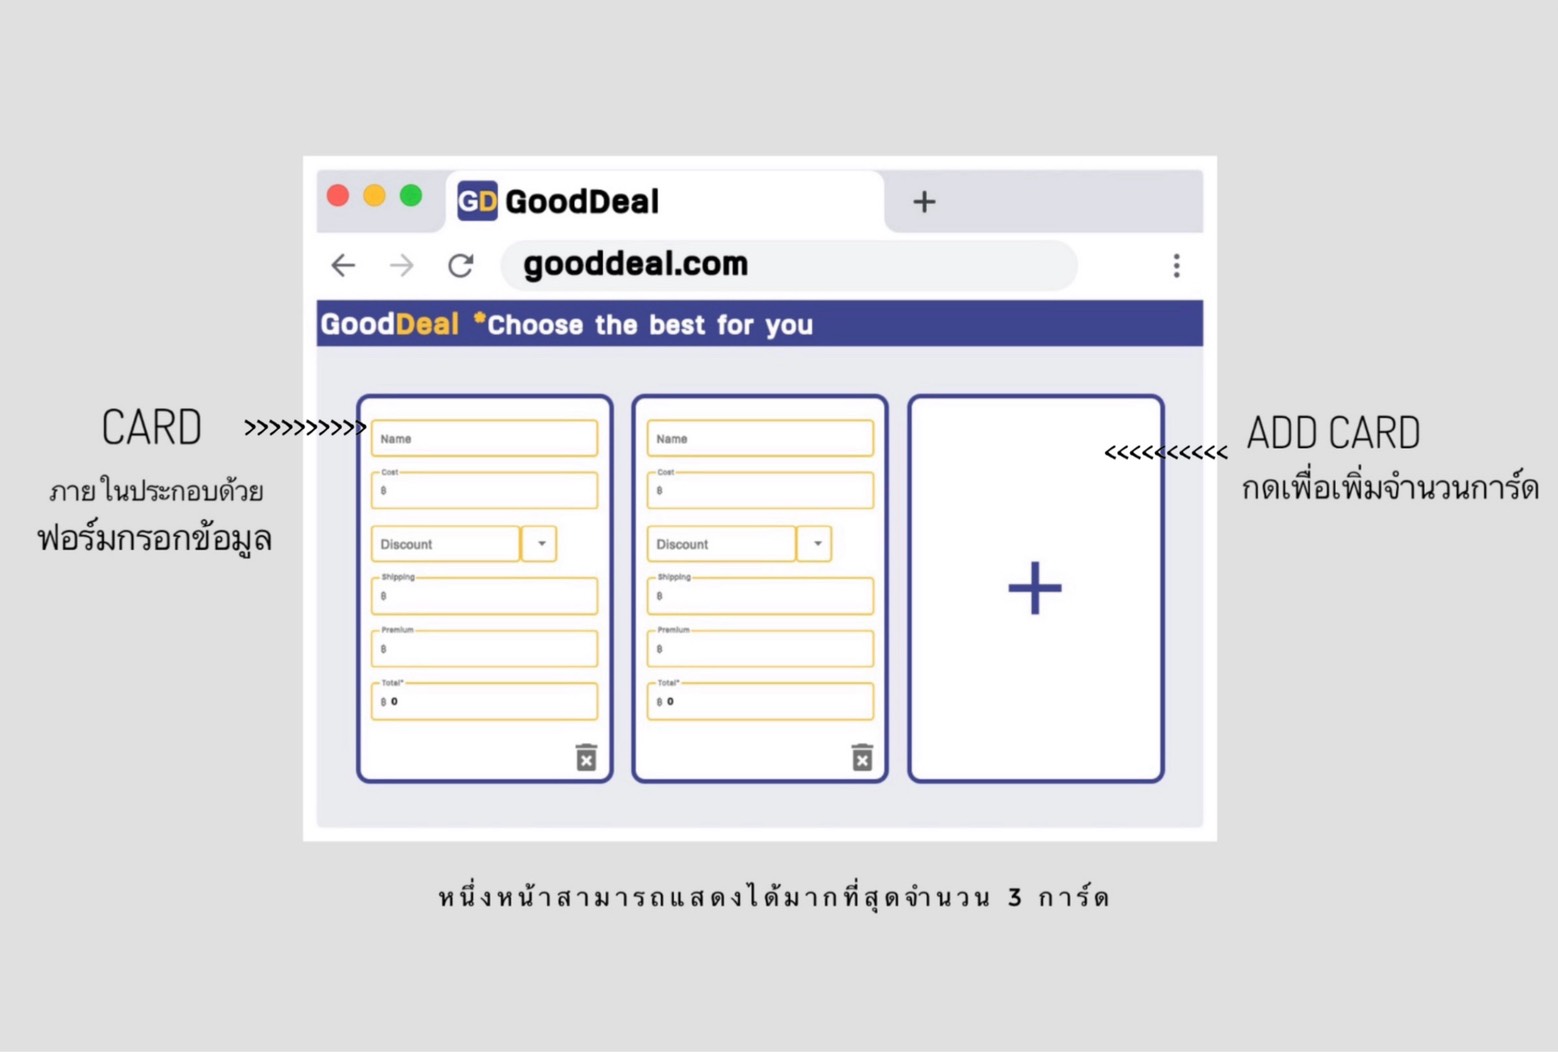 GD GoodDeal
gooddeal.com
GoodDeal *Choose the best for you
CARD >>>>>>>>>>
ภายในประกอบด้วย
ฟอร์มกรอกข้อมูล
Name
Cost
฿
Discount
Shipping
฿
Premium
฿
Total*
฿ 0
Name
Cost
฿
Discount
Shipping
฿
Premium
฿
Total*
฿ 0
+
<<<<<<<<<< ADD CARD
กดเพื่อเพิ่มจำนวนการ์ด
หนึ่งหน้าสามารถแสดงได้มากที่สุดจำนวน 3 การ์ด